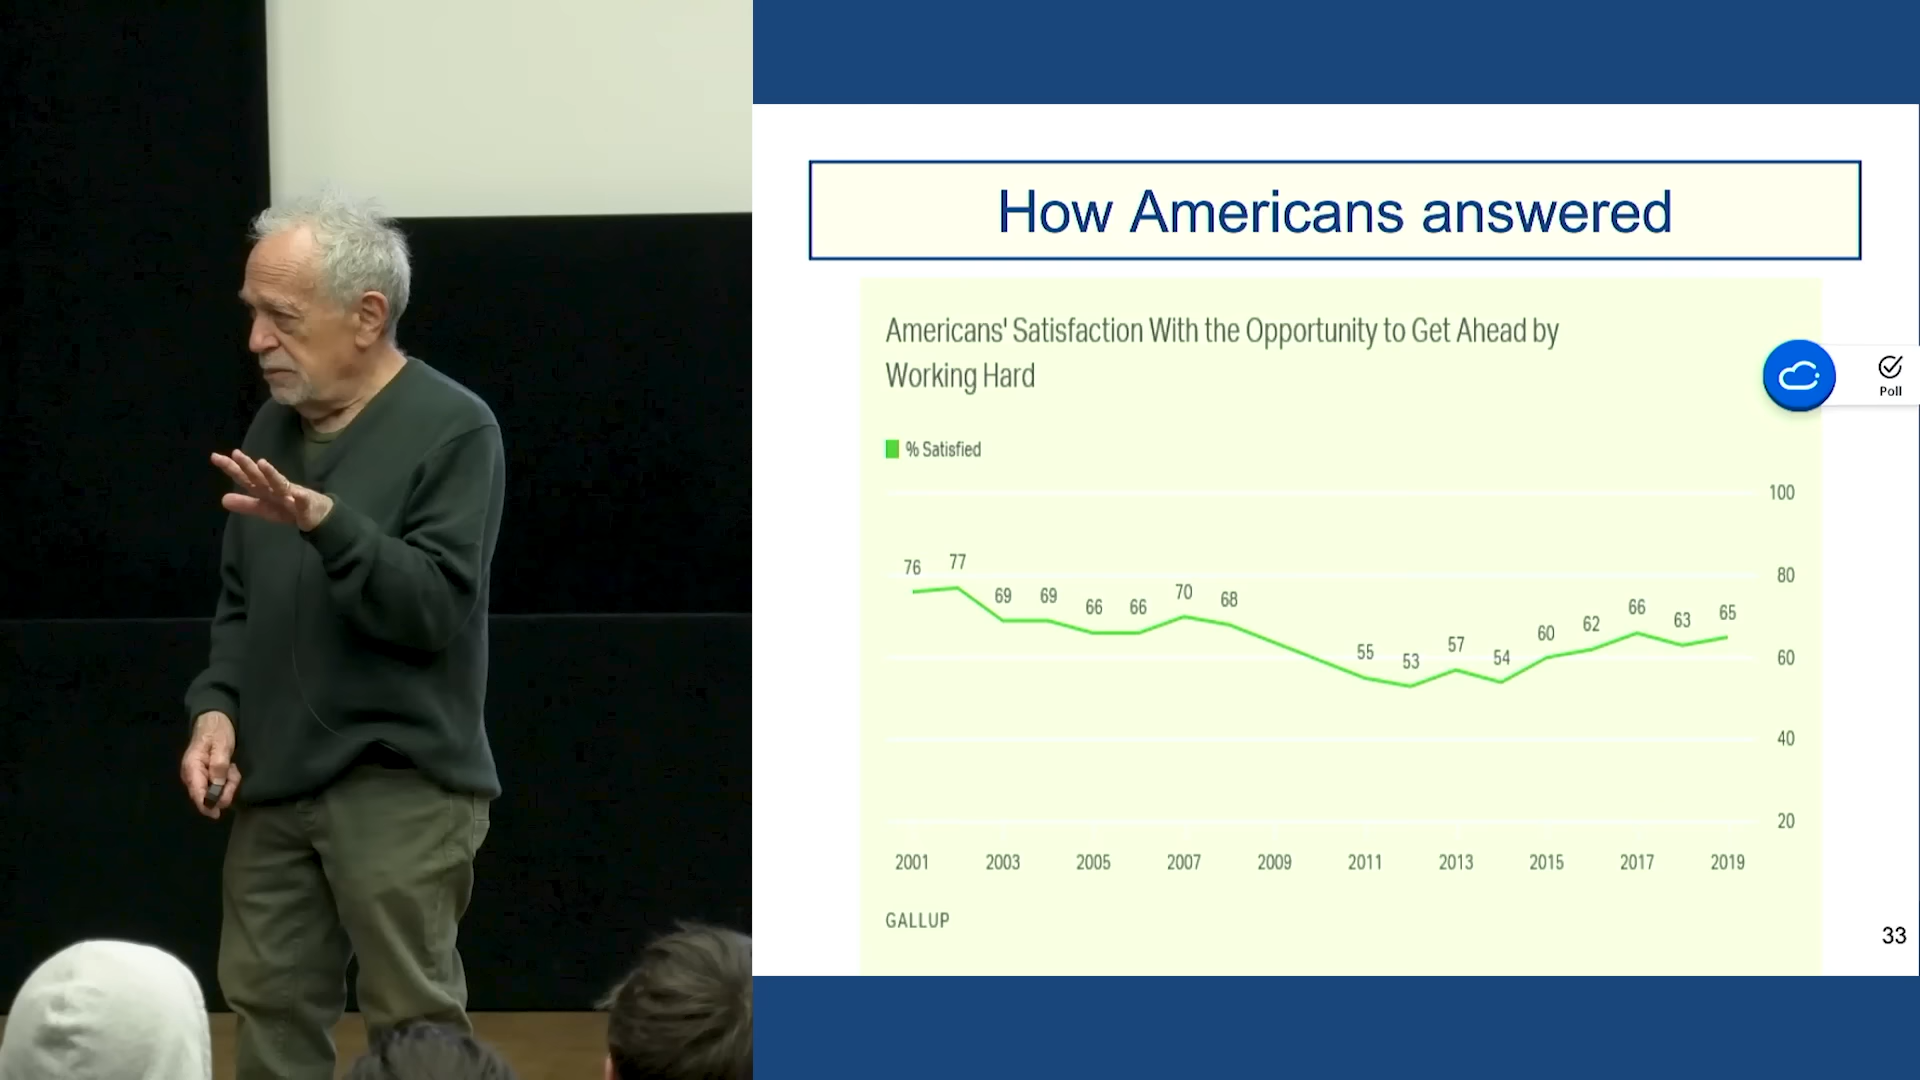 How Americans answered
Americans' Satisfaction With the Opportunity to Get Ahead by
Working Hard
% Satisfied
100
80
60
40
20
76 77 69 69 66 66 70 68 55 53 57 54 60 62 66 63 65
2001 2003 2005 2007 2009 2011 2013 2015 2017 2019
GALLUP
Poll
33